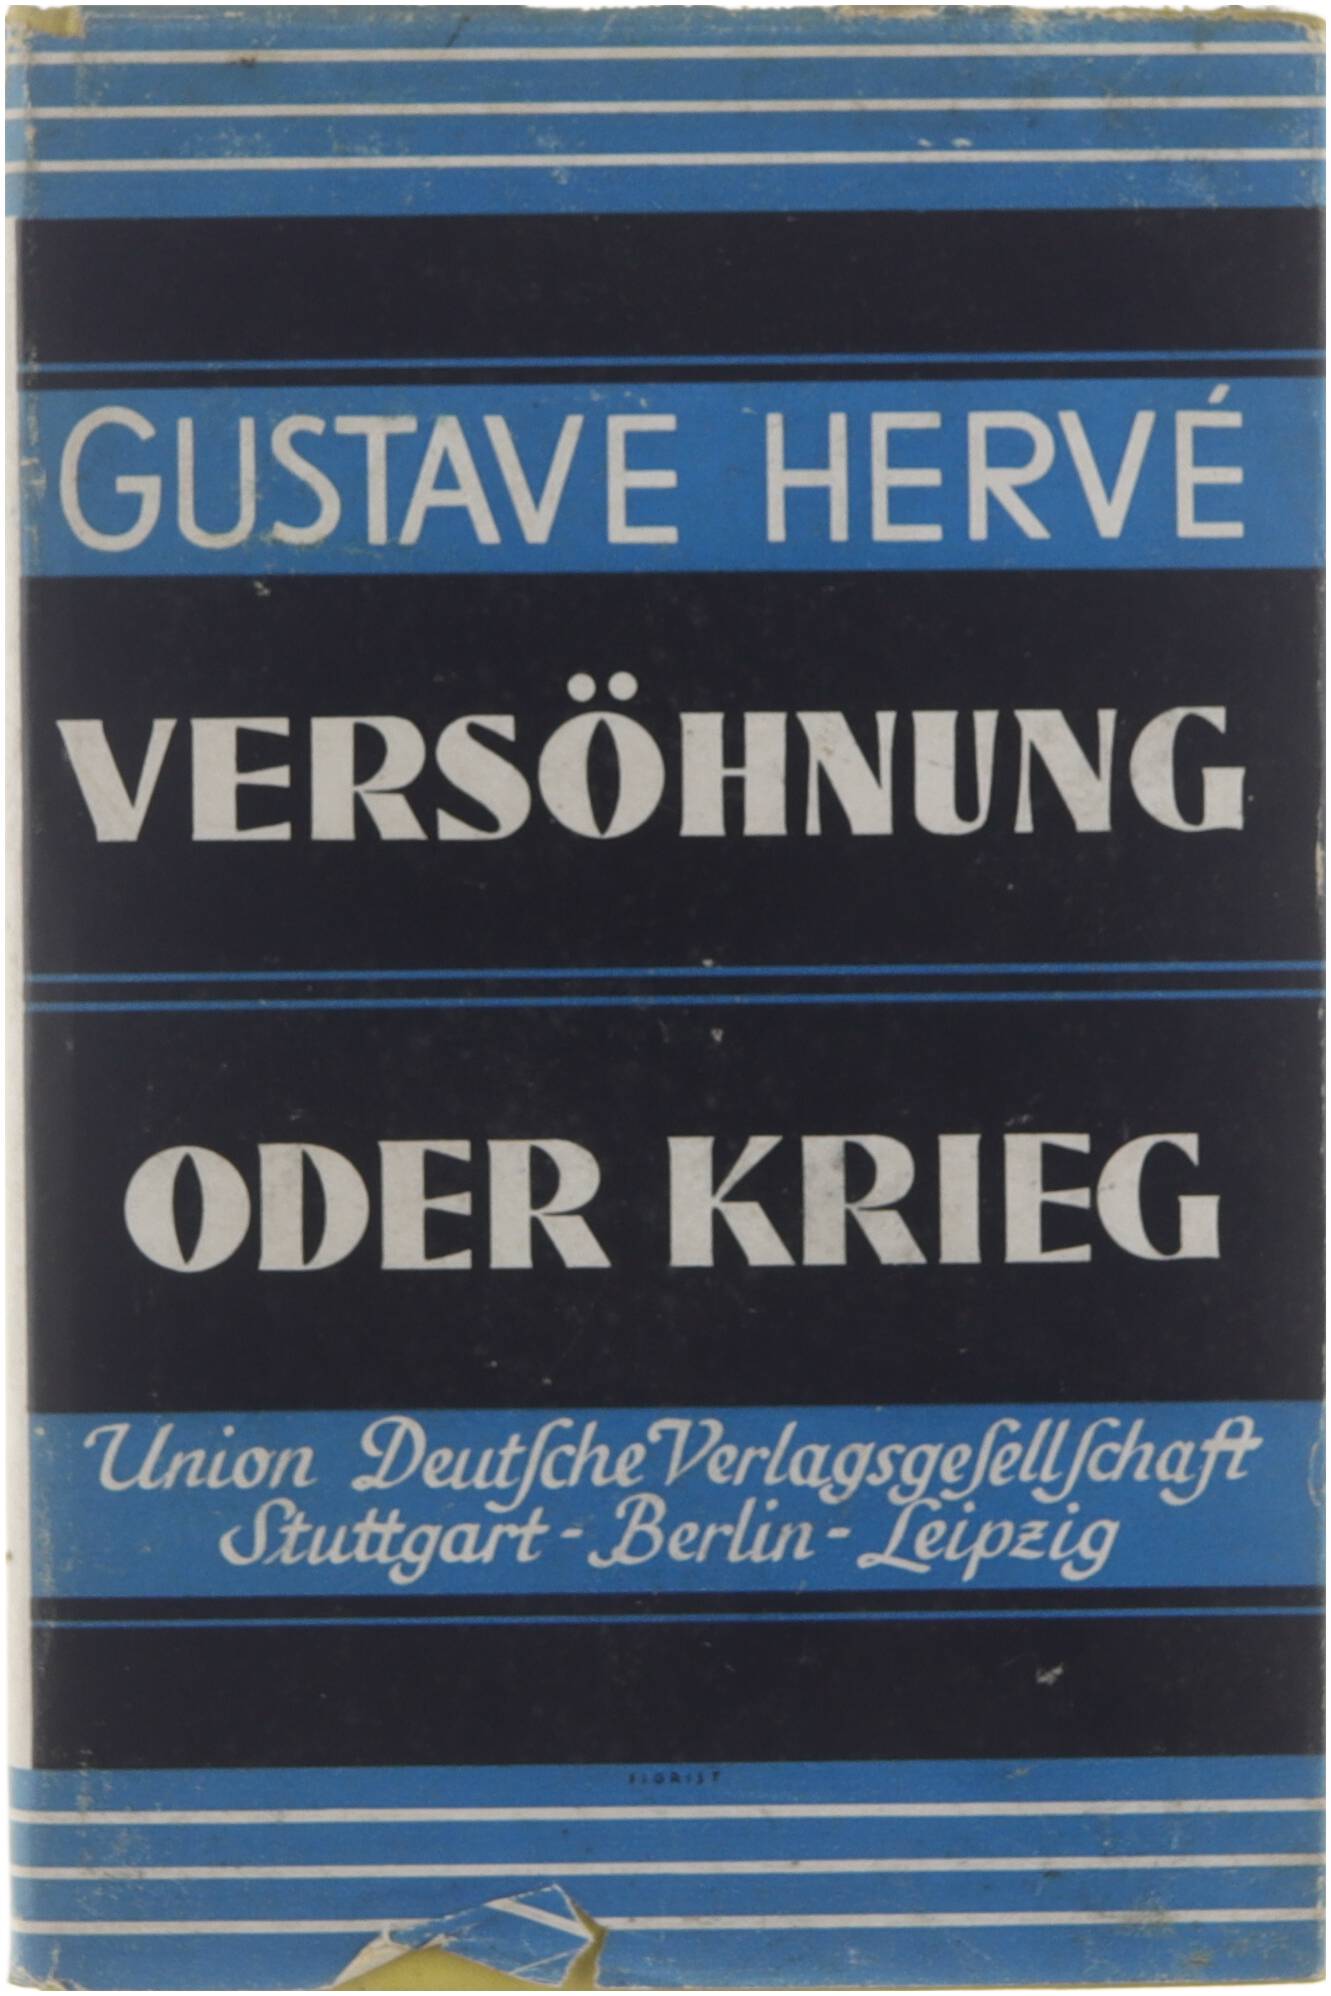 GUSTAVE HERVÉ
VERSÖHNUNG
ODER KRIEG
Union Deutſche Verlagsgeſellſchaft
Stuttgart - Berlin - Leipzig